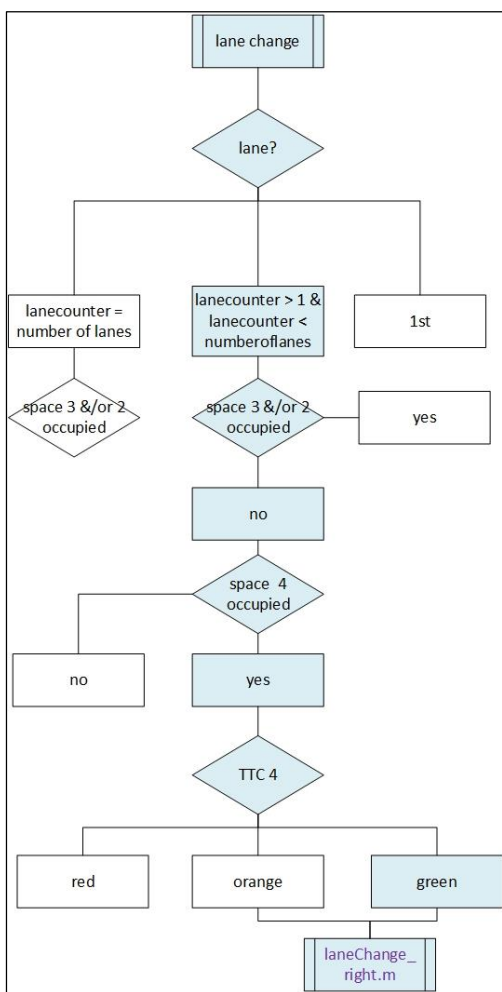 lane change
lane?
lanecounter =
number of lanes
lanecounter > 1 &
lanecounter <
numberoflanes
1st
space 3 &/or 2
occupied
space 3 &/or 2
occupied
yes
no
space 4
occupied
no
yes
TTC 4
red
orange
green
laneChange_
right.m